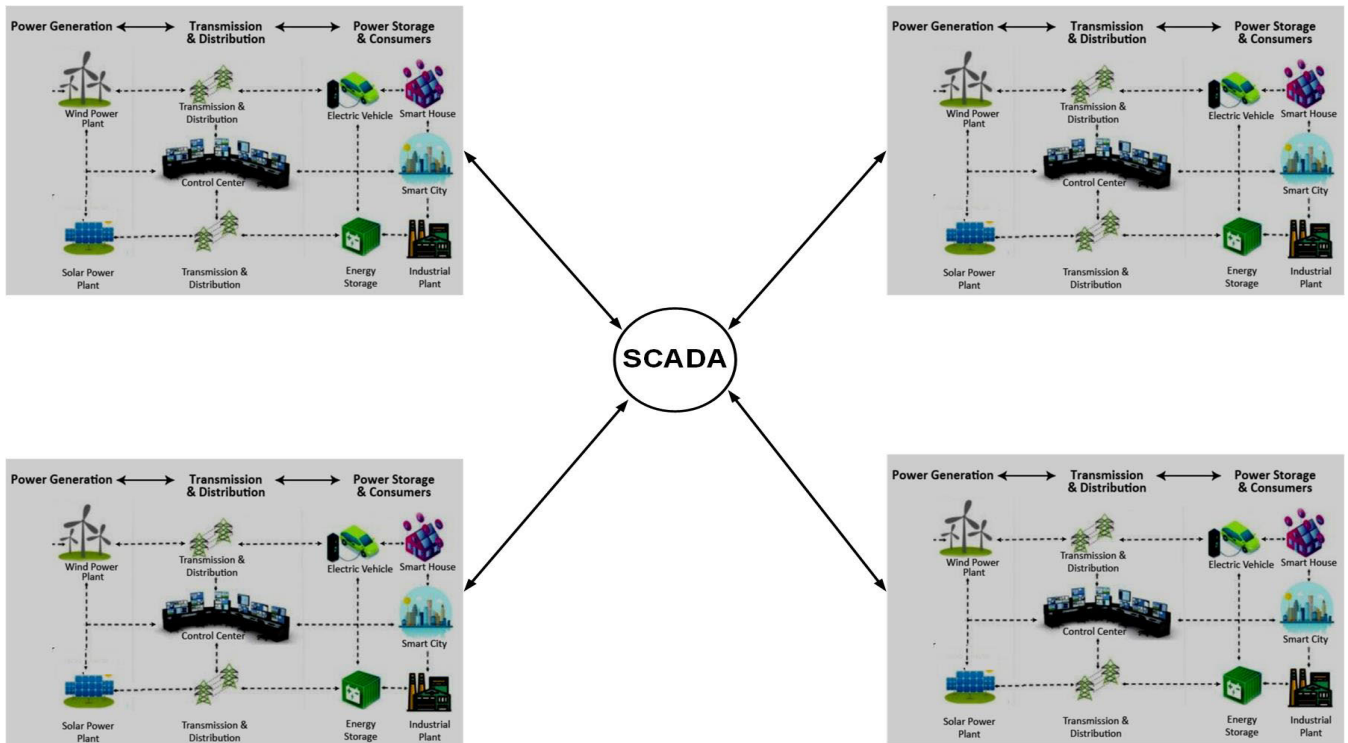 Power Generation
Transmission
& Distribution
Power Storage
& Consumers
Wind Power
Plant
Transmission &
Distribution
Electric Vehicle
Smart House
Control Center
Smart City
Solar Power
Plant
Transmission &
Distribution
Energy
Storage
Industrial
Plant
Power Generation
Transmission
& Distribution
Power Storage
& Consumers
Wind Power
Plant
Transmission &
Distribution
Electric Vehicle
Smart House
Control Center
Smart City
Solar Power
Plant
Transmission &
Distribution
Energy
Storage
Industrial
Plant
SCADA
Power Generation
Transmission
& Distribution
Power Storage
& Consumers
Wind Power
Plant
Transmission &
Distribution
Electric Vehicle
Smart House
Control Center
Smart City
Solar Power
Plant
Transmission &
Distribution
Energy
Storage
Industrial
Plant
Power Generation
Transmission
& Distribution
Power Storage
& Consumers
Wind Power
Plant
Transmission &
Distribution
Electric Vehicle
Smart House
Control Center
Smart City
Solar Power
Plant
Transmission &
Distribution
Energy
Storage
Industrial
Plant